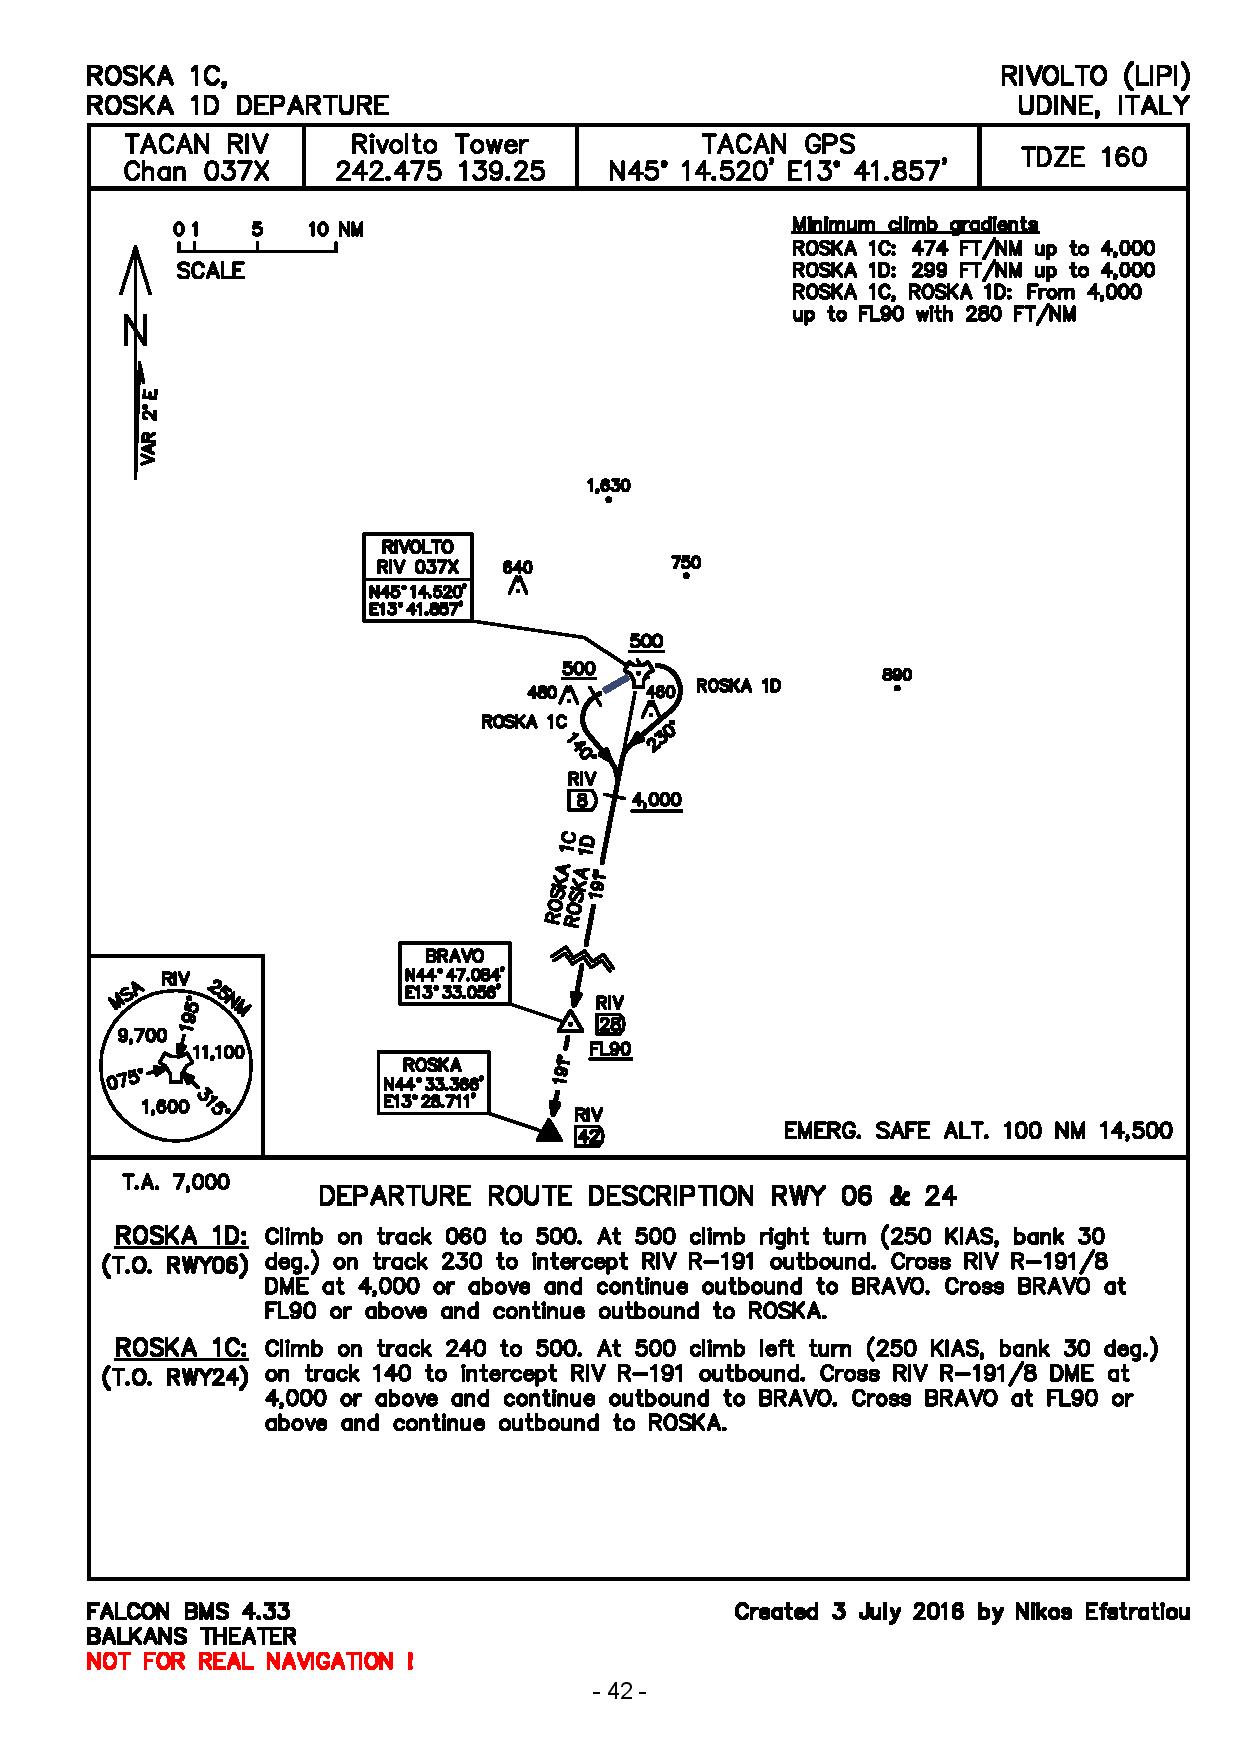 ROSKA 1C,
ROSKA 1D DEPARTURE
RIVOLTO (LIPI)
UDINE, ITALY
TACAN RIV
Chan 037X
Rivolto Tower
242.475 139.25
TACAN GPS
N45° 14.520' E13° 41.857'
TDZE 160
0 1 5 10 NM
SCALE
N
VAR 2° E
Minimum climb gradients
ROSKA 1C: 474 FT/NM up to 4,000
ROSKA 1D: 299 FT/NM up to 4,000
ROSKA 1C, ROSKA 1D: From 4,000
up to FL90 with 280 FT/NM
1,630
RIVOLTO
RIV 037X
N45° 14.520'
E13° 41.857'
640
750
500
500
890
480
460
ROSKA 1D
ROSKA 1C
140°
230°
RIV
8
4,000
ROSKA 1C
ROSKA 1D
191°
BRAVO
N44° 47.084'
E13° 33.056'
RIV
28
FL90
ROSKA
N44° 33.366'
E13° 28.711'
191°
RIV
42
MSA RIV 25NM
195°
9,700
11,100
075°
1,600
315°
EMERG. SAFE ALT. 100 NM 14,500
T.A. 7,000
DEPARTURE ROUTE DESCRIPTION RWY 06 & 24
ROSKA 1D: Climb on track 060 to 500. At 500 climb right turn (250 KIAS, bank 30
(T.O. RWY06) deg.) on track 230 to intercept RIV R-191 outbound. Cross RIV R-191/8
DME at 4,000 or above and continue outbound to BRAVO. Cross BRAVO at
FL90 or above and continue outbound to ROSKA.
ROSKA 1C: Climb on track 240 to 500. At 500 climb left turn (250 KIAS, bank 30 deg.)
(T.O. RWY24) on track 140 to intercept RIV R-191 outbound. Cross RIV R-191/8 DME at
4,000 or above and continue outbound to BRAVO. Cross BRAVO at FL90 or
above and continue outbound to ROSKA.
FALCON BMS 4.33
BALKANS THEATER
NOT FOR REAL NAVIGATION !
Created 3 July 2016 by Nikos Efstratiou
- 42 -